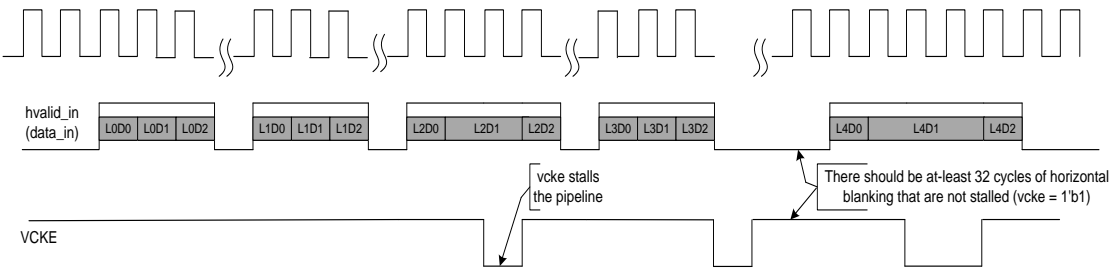 hvalid_in
(data_in)
L0D0 L0D1 L0D2 L1D0 L1D1 L1D2 L2D0 L2D1 L2D2 L3D0 L3D1 L3D2 L4D0 L4D1 L4D2
vcke stalls
the pipeline
There should be at-least 32 cycles of horizontal
blanking that are not stalled (vcke = 1'b1)
VCKE